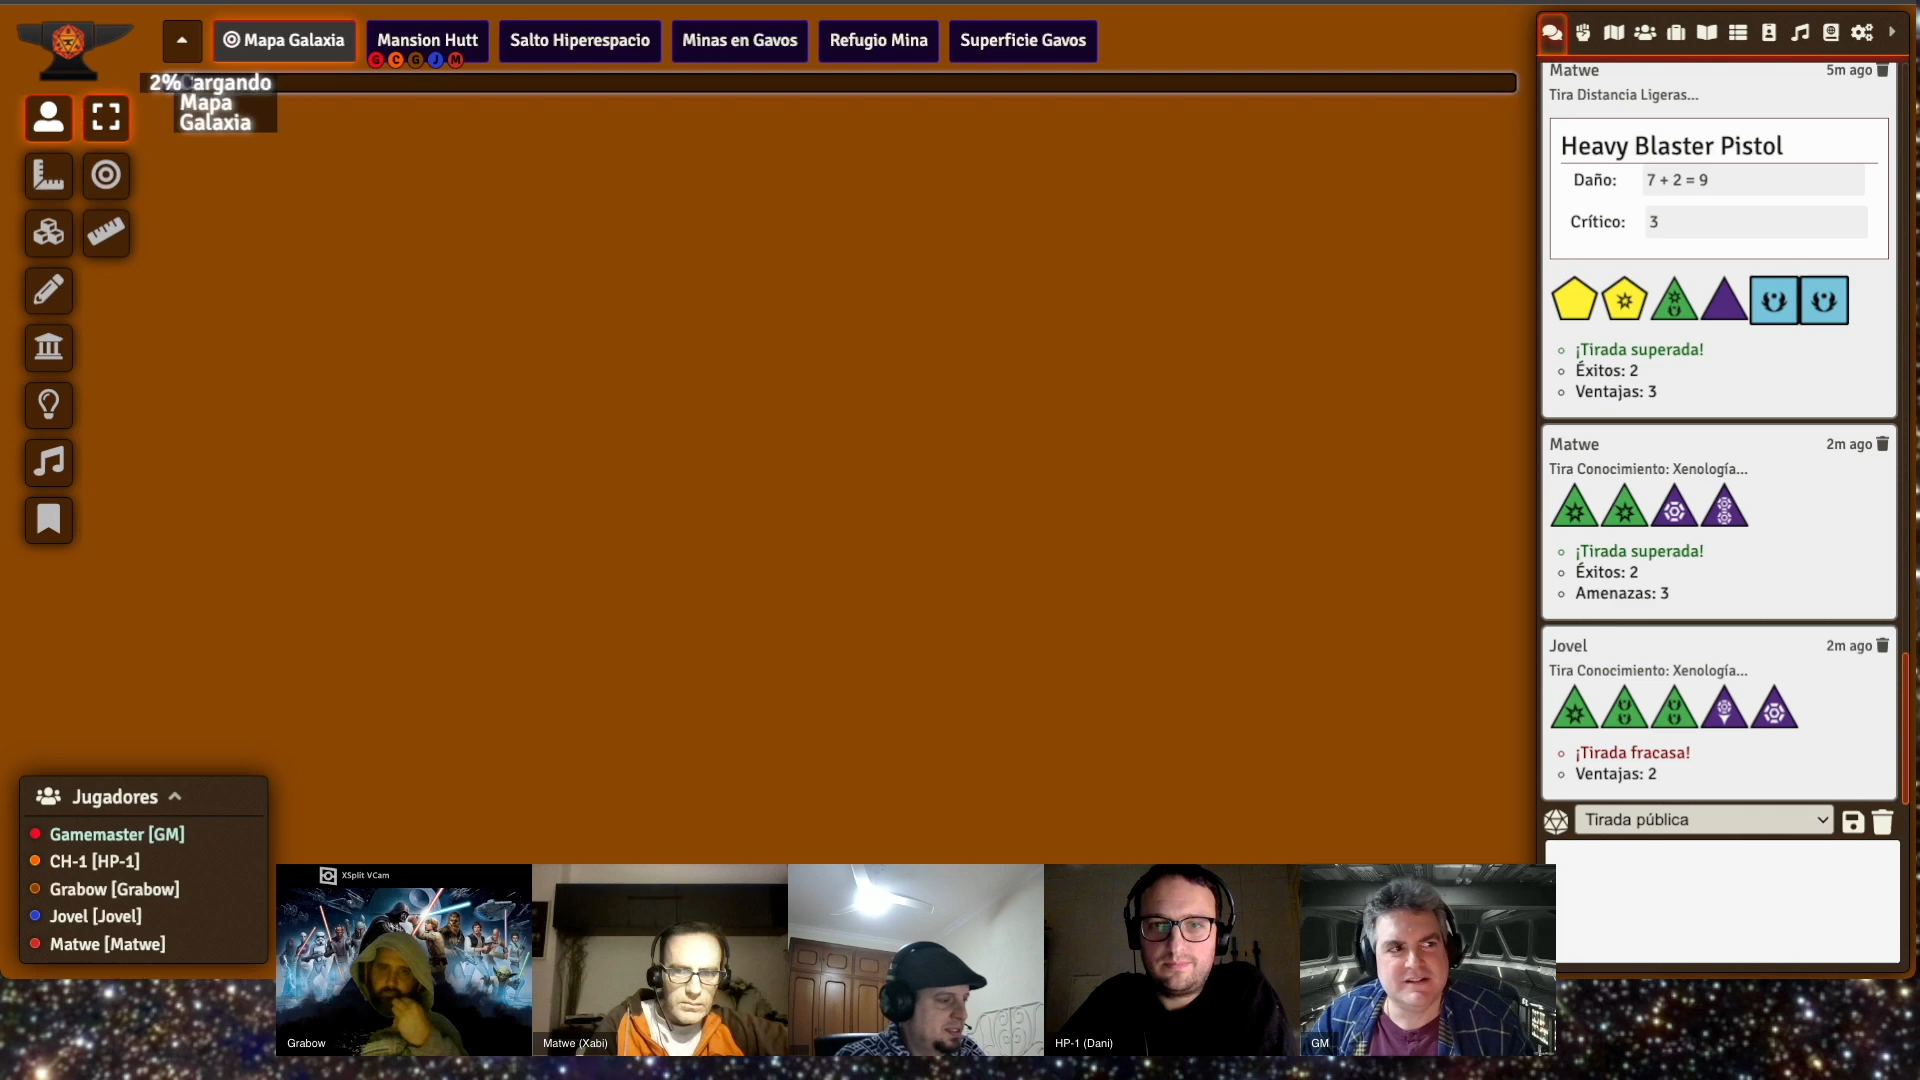 Mapa Galaxia
Mansion Hutt
G C G J M
Salto Hiperespacio
Minas en Gavos
Refugio Mina
Superficie Gavos
2% Cargando
Mapa
Galaxia
Matwe 5m ago
Tira Distancia Ligeras...
Heavy Blaster Pistol
Daño: 7 + 2 = 9
Crítico: 3
¡Tirada superada!
Éxitos: 2
Ventajas: 3
Matwe 2m ago
Tira Conocimiento: Xenología...
¡Tirada superada!
Éxitos: 2
Amenazas: 3
Jovel 2m ago
Tira Conocimiento: Xenología...
¡Tirada fracasa!
Ventajas: 2
Tirada pública
Jugadores
Gamemaster [GM]
CH-1 [HP-1]
Grabow [Grabow]
Jovel [Jovel]
Matwe [Matwe]
XSplit VCam
Grabow
Matwe (Xabi)
HP-1 (Dani)
GM